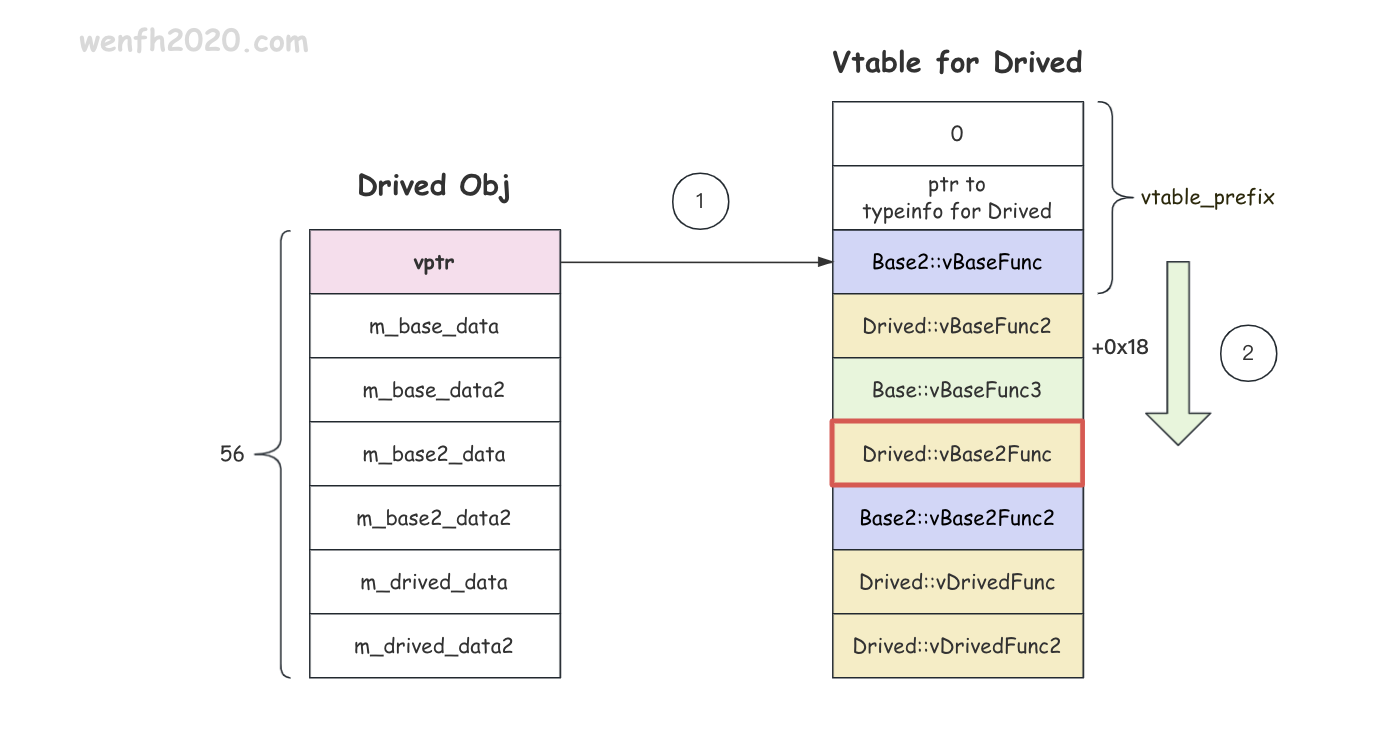 wenfh2020.com
Vtable for Drived
0
ptr to
typeinfo for Drived
vtable_prefix
Drived Obj
1
vptr
Base2::vBaseFunc
m_base_data
Drived::vBaseFunc2
+0x18
2
m_base_data2
Base::vBaseFunc3
56
m_base2_data
Drived::vBase2Func
m_base2_data2
Base2::vBase2Func2
m_drived_data
Drived::vDrivedFunc
m_drived_data2
Drived::vDrivedFunc2